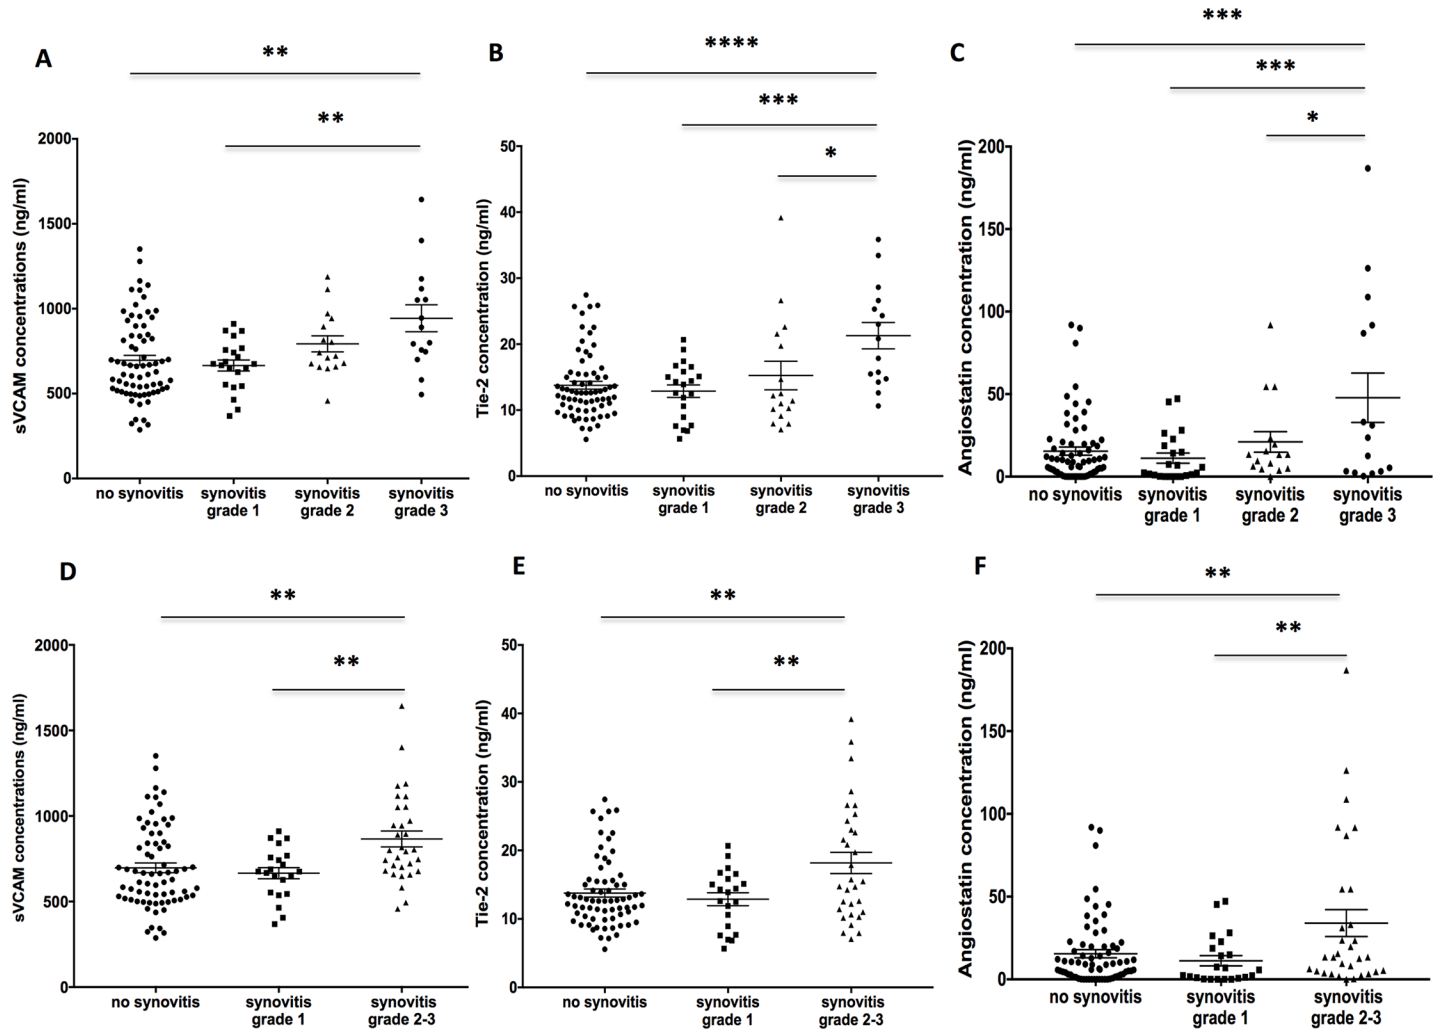 A
**
**
sVCAM concentrations (ng/ml)
2000
1500
1000
500
0
no synovitis
synovitis
grade 1
synovitis
grade 2
synovitis
grade 3
B
****
***
*
Tie-2 concentration (ng/ml)
50
40
30
20
10
0
no synovitis
synovitis
grade 1
synovitis
grade 2
synovitis
grade 3
C
***
***
*
Angiostatin concentration (ng/ml)
200
150
100
50
0
no synovitis
synovitis
grade 1
synovitis
grade 2
synovitis
grade 3
D
**
**
sVCAM concentrations (ng/ml)
2000
1500
1000
500
0
no synovitis
synovitis
grade 1
synovitis
grade 2-3
E
**
**
Tie-2 concentration (ng/ml)
50
40
30
20
10
0
no synovitis
synovitis
grade 1
synovitis
grade 2-3
F
**
**
Angiostatin concentration (ng/ml)
200
150
100
50
0
no synovitis
synovitis
grade 1
synovitis
grade 2-3